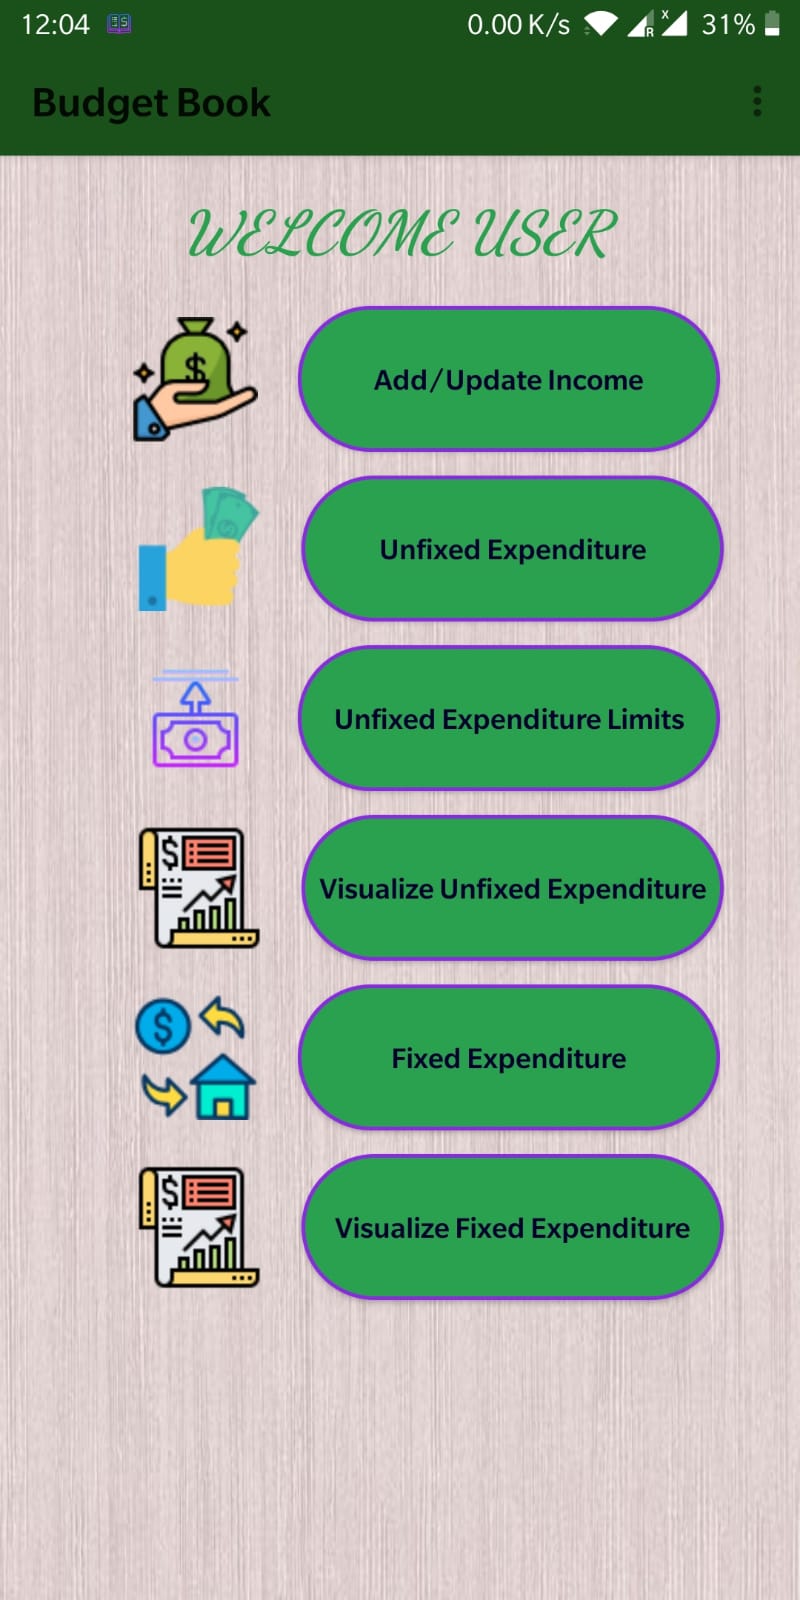 12:04 0.00 K/s R x 31%
Budget Book
WELCOME USER
$ Add/Update Income
Unfixed Expenditure
Unfixed Expenditure Limits
$ Visualize Unfixed Expenditure
$ Fixed Expenditure
$ Visualize Fixed Expenditure